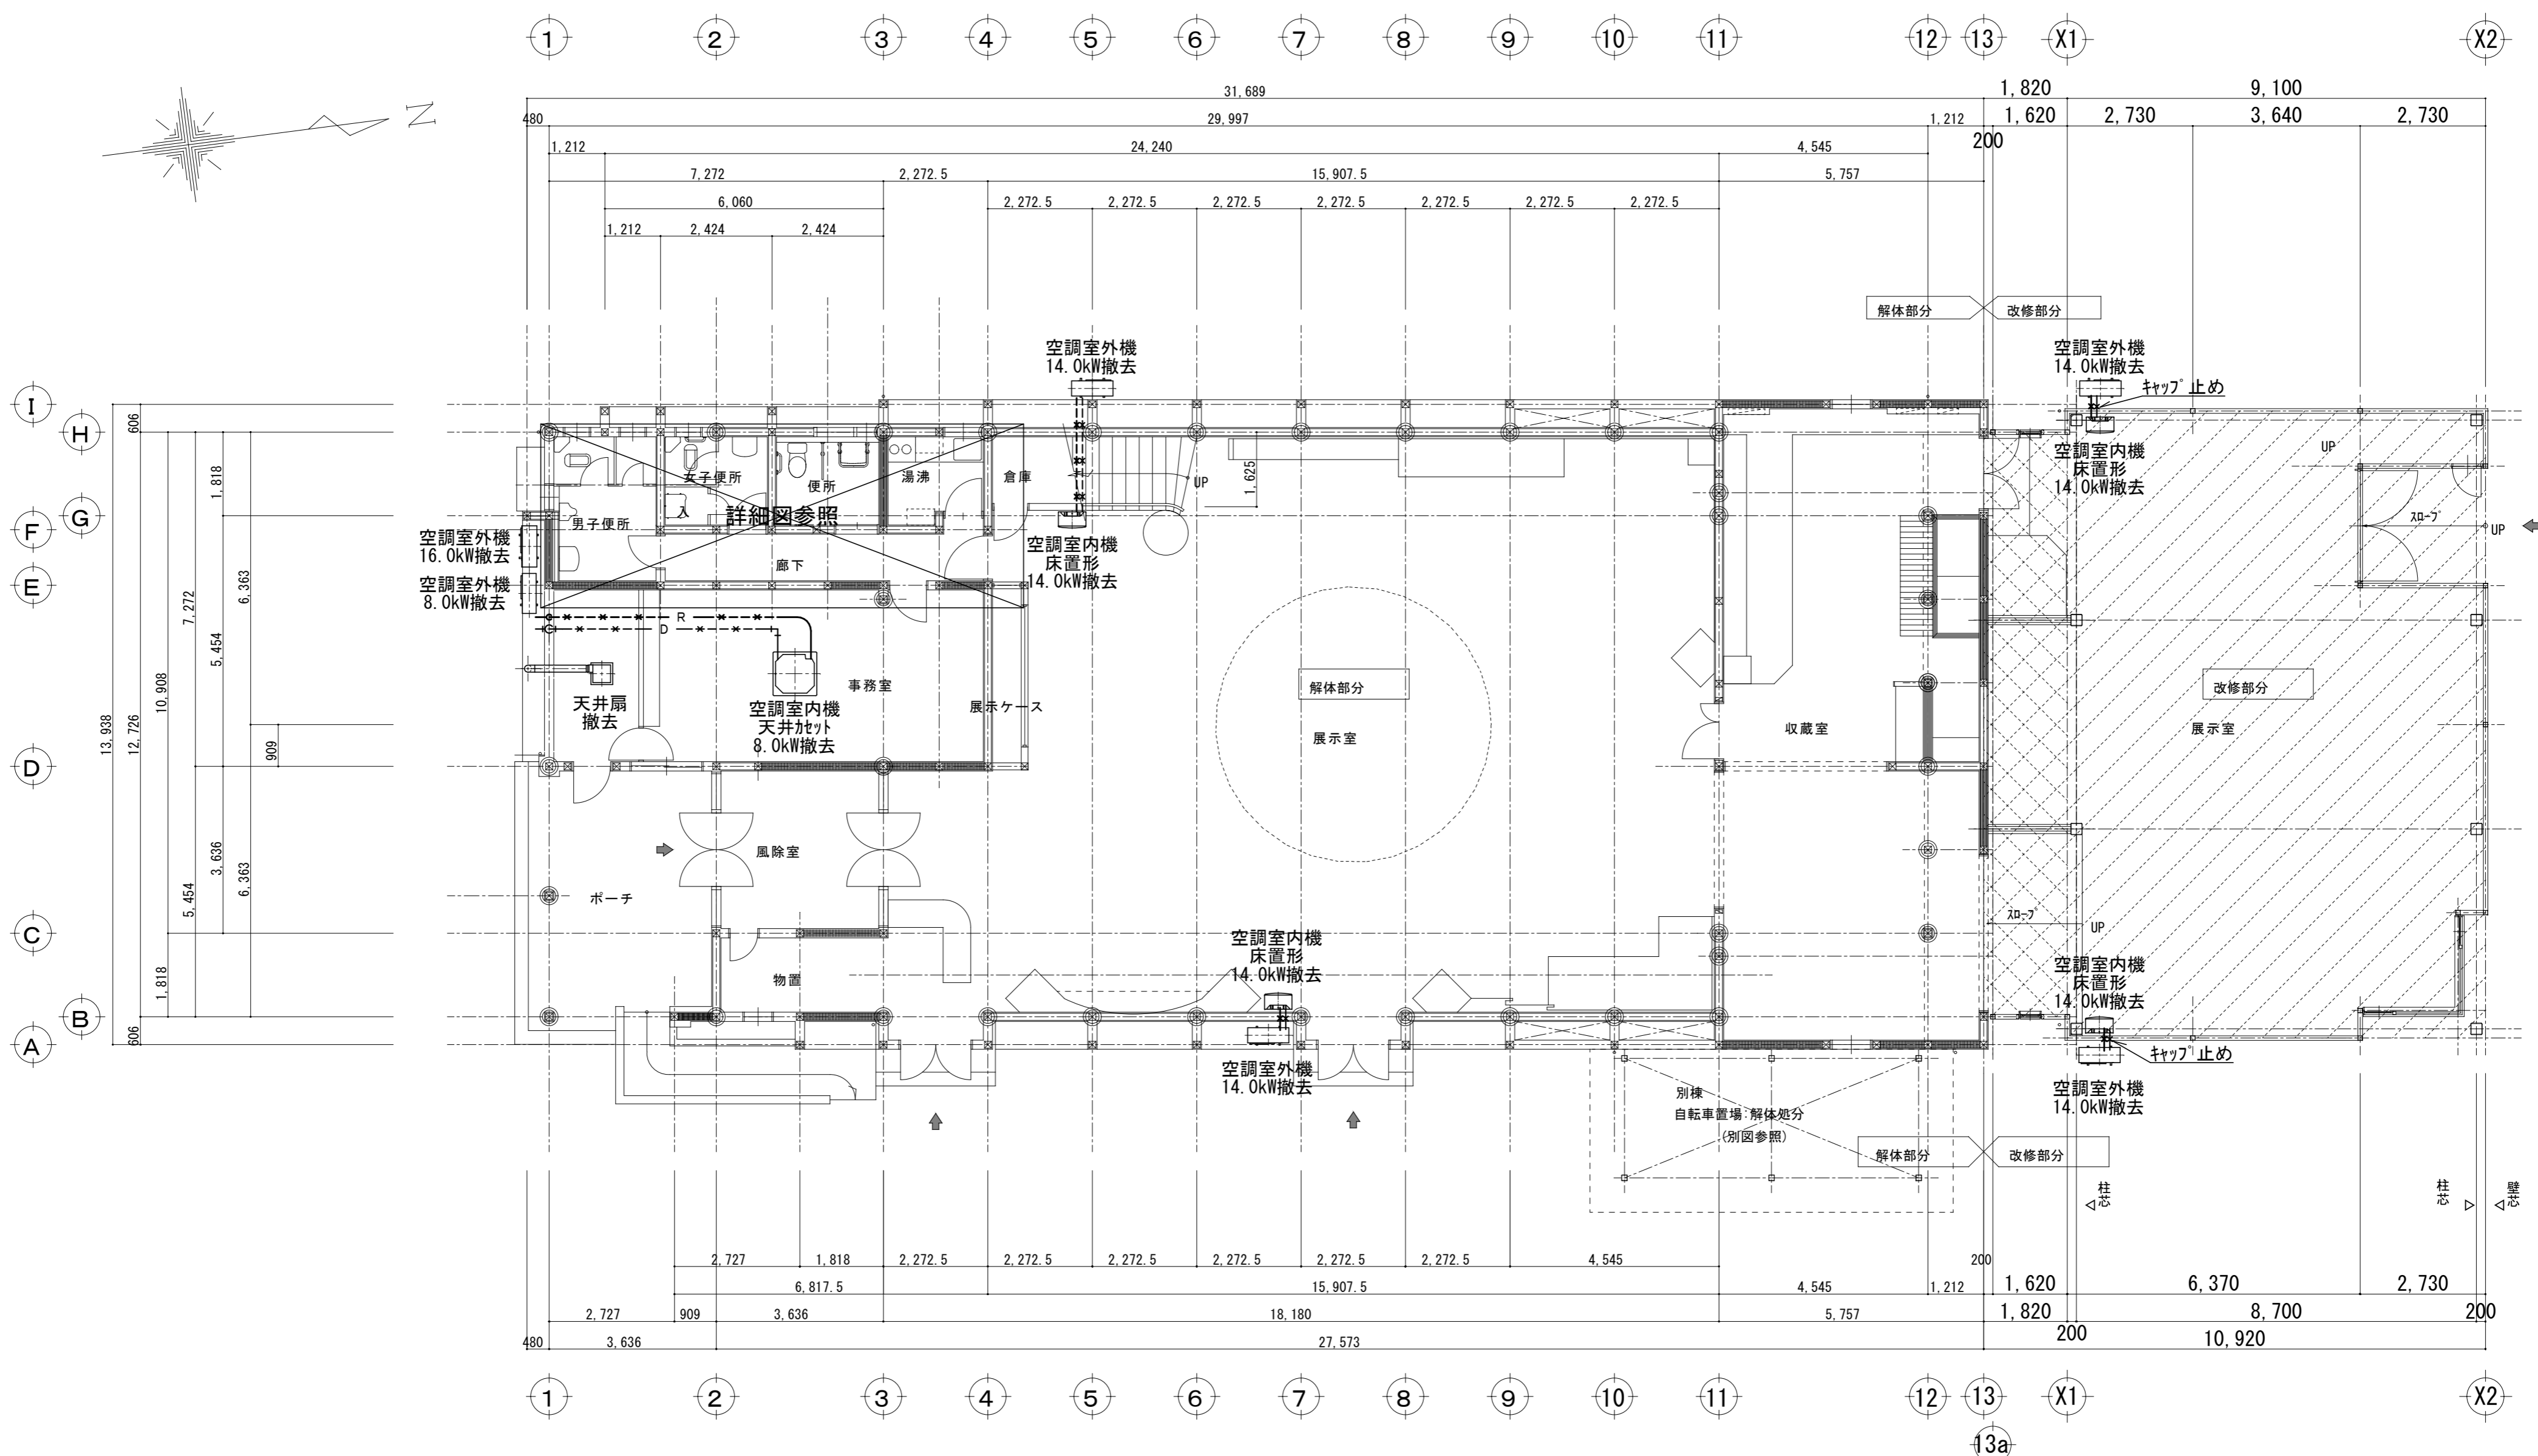 1 2 3 4 5 6 7 8 9 10 11 12 13 X1 X2
31,689 1,820 9,100
480 29,997 1,212 1,620 2,730 3,640 2,730
200
1,212 24,240 4,545
7,272 2,272.5 15,907.5 5,757
6,060 2,272.5 2,272.5 2,272.5 2,272.5 2,272.5 2,272.5 2,272.5
1,212 2,424 2,424
N
解体部分 改修部分
空調室外機
14.0kW撤去
空調室外機
14.0kW撤去
キャップ止め
I
H
G
F
E
D
C
B
A
606
1,818
6,363
7,272
5,454
10,908
12,726
13,938
909
3,636
5,454
6,363
1,818
606
女子便所
便所
湯沸
倉庫
UP
1,625
入
詳細図参照
男子便所
廊下
空調室外機
16.0kW撤去
空調室外機
8.0kW撤去
空調室内機
床置形
14.0kW撤去
空調室内機
床置形
14.0kW撤去
UP
スロープ
UP
R
D
天井扇
撤去
空調室内機
天井カセット
8.0kW撤去
事務室
展示ケース
解体部分
展示室
収蔵室
改修部分
展示室
風除室
ポーチ
物置
スロープ
UP
空調室内機
床置形
14.0kW撤去
空調室外機
14.0kW撤去
空調室内機
床置形
14.0kW撤去
キャップ止め
空調室外機
14.0kW撤去
別棟
自転車置場:解体処分
(別図参照)
解体部分 改修部分
柱芯
柱芯
壁芯
2,727 1,818 2,272.5 2,272.5 2,272.5 2,272.5 2,272.5 2,272.5 4,545 200
6,817.5 15,907.5 4,545 1,212 1,620 6,370 2,730
2,727 909 3,636 18,180 5,757 1,820 8,700 200
480 3,636 27,573 200 10,920
1 2 3 4 5 6 7 8 9 10 11 12 13 X1 X2
13a